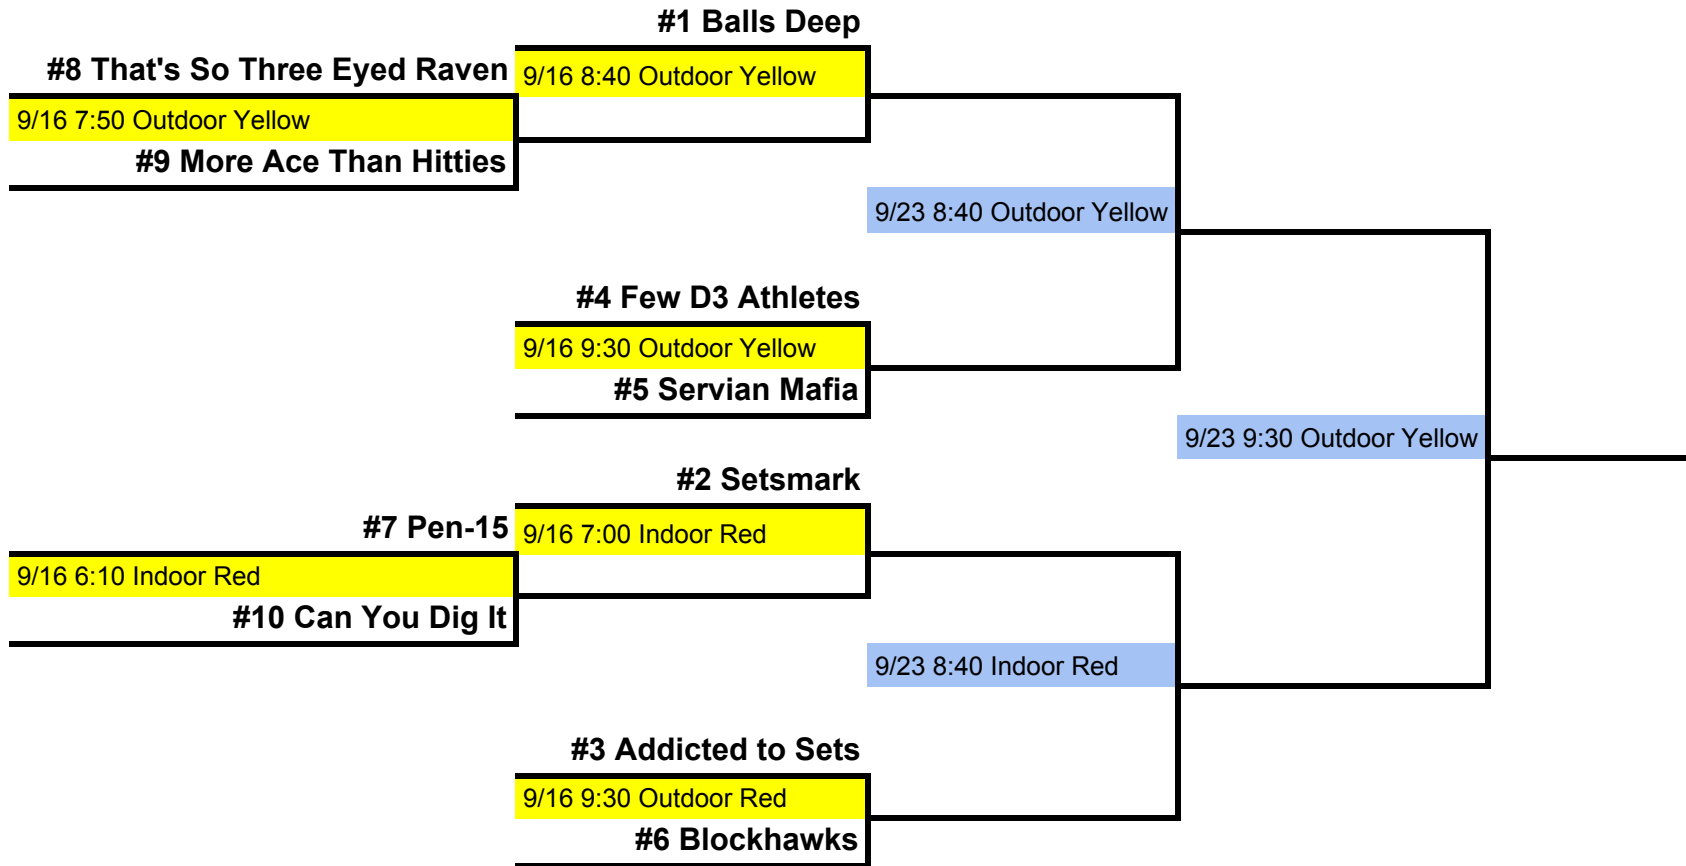 #1 Balls Deep
#8 That's So Three Eyed Raven
9/16 8:40 Outdoor Yellow
9/16 7:50 Outdoor Yellow
#9 More Ace Than Hitties
9/23 8:40 Outdoor Yellow
#4 Few D3 Athletes
9/16 9:30 Outdoor Yellow
#5 Servian Mafia
9/23 9:30 Outdoor Yellow
#2 Setsmark
#7 Pen-15
9/16 7:00 Indoor Red
9/16 6:10 Indoor Red
#10 Can You Dig It
9/23 8:40 Indoor Red
#3 Addicted to Sets
9/16 9:30 Outdoor Red
#6 Blockhawks